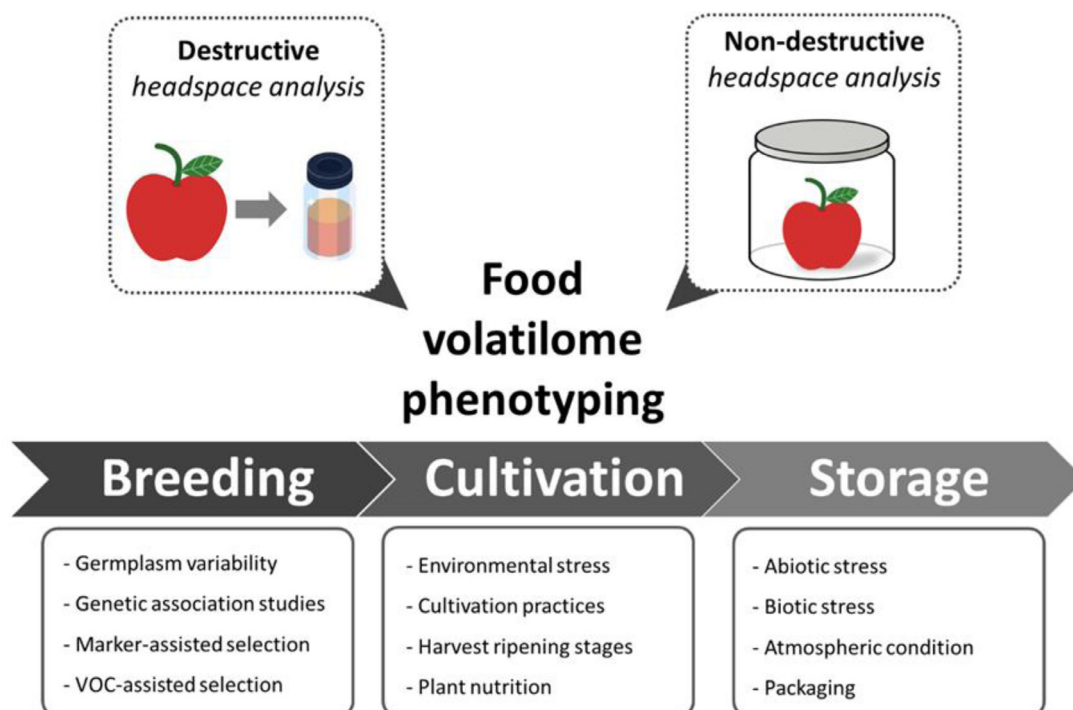 Destructive
headspace analysis
Non-destructive
headspace analysis
Food
volatilome
phenotyping
Breeding
Cultivation
Storage
- Germplasm variability
- Genetic association studies
- Marker-assisted selection
- VOC-assisted selection
- Environmental stress
- Cultivation practices
- Harvest ripening stages
- Plant nutrition
- Abiotic stress
- Biotic stress
- Atmospheric condition
- Packaging